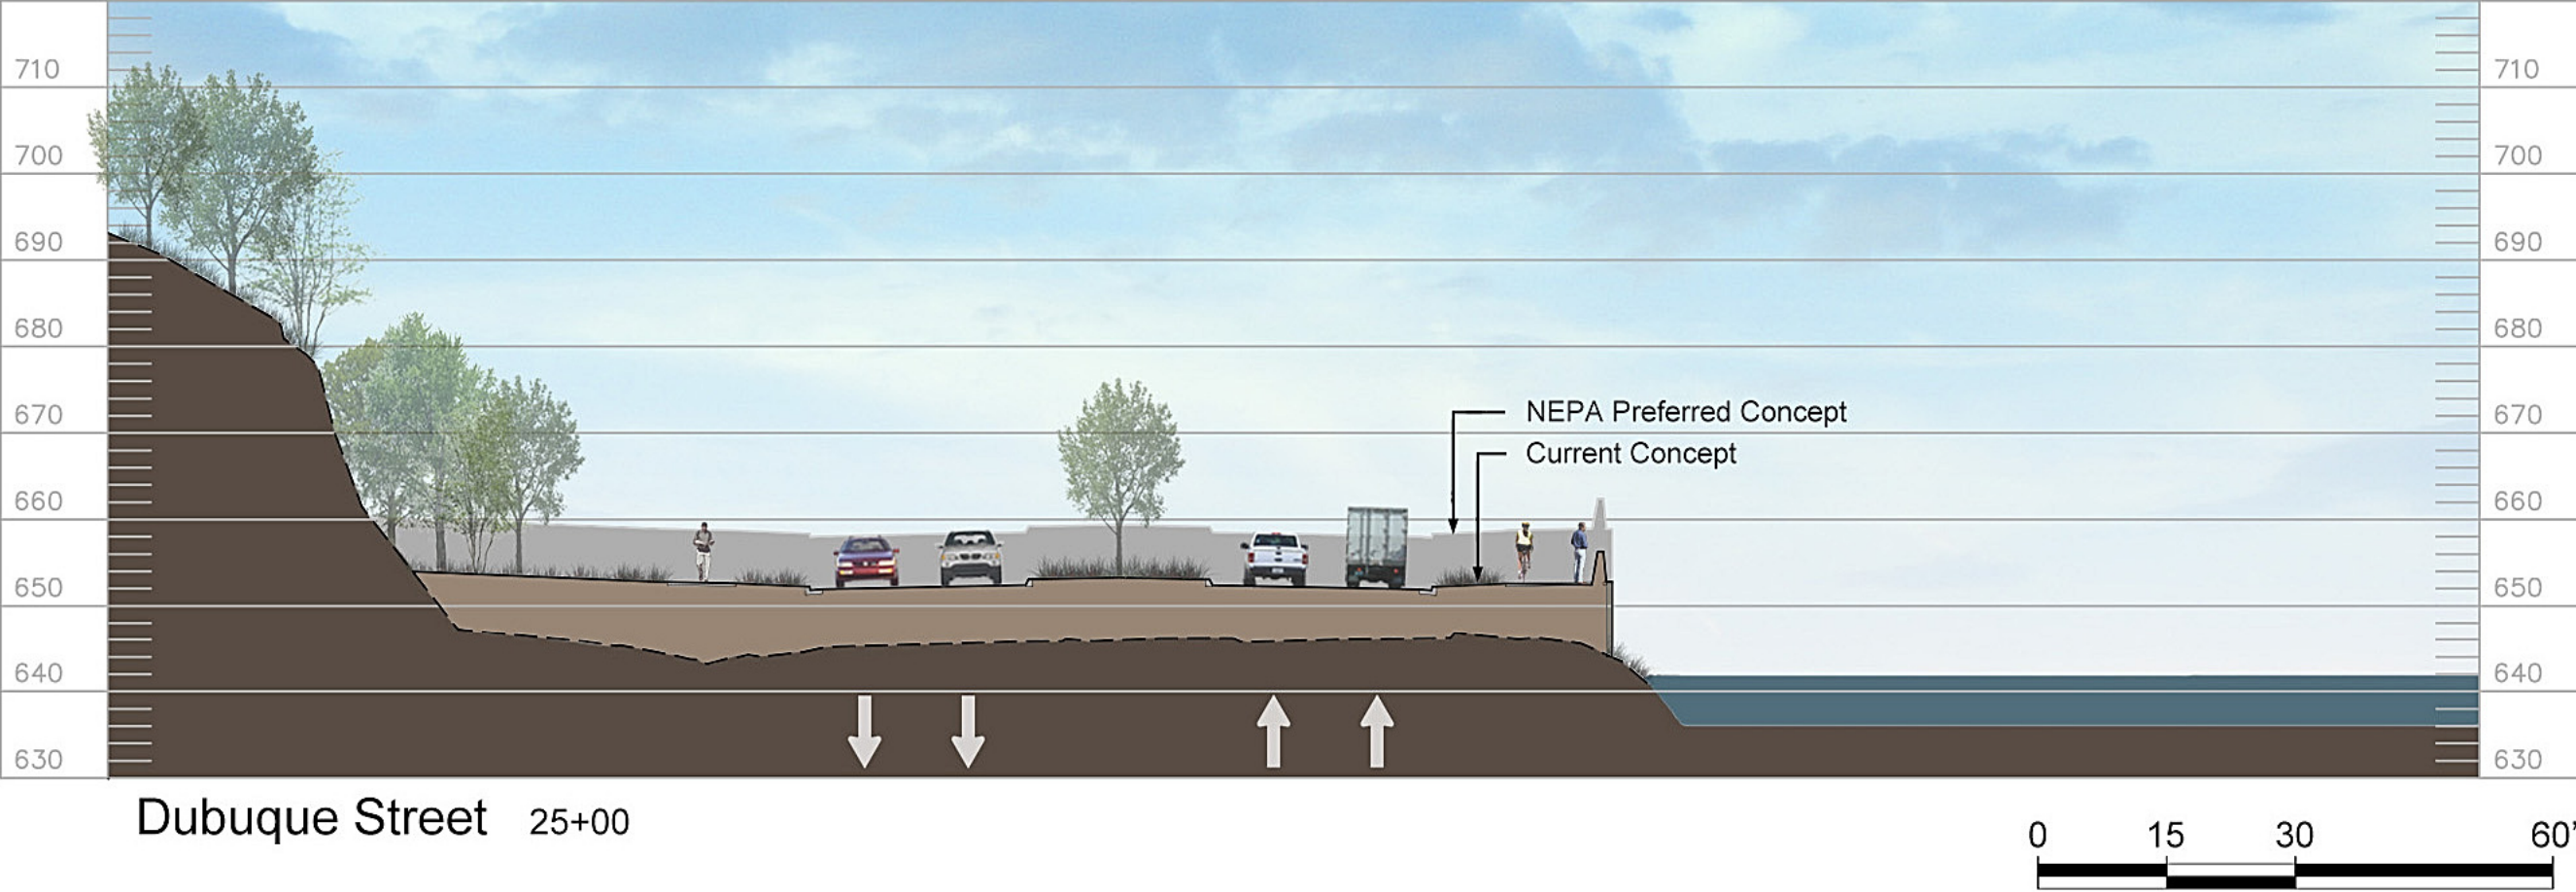 710 710
700 700
690 690
680 680
670 670
NEPA Preferred Concept
Current Concept
660 660
650 650
640 640
630 630
Dubuque Street 25+00
0 15 30 60'